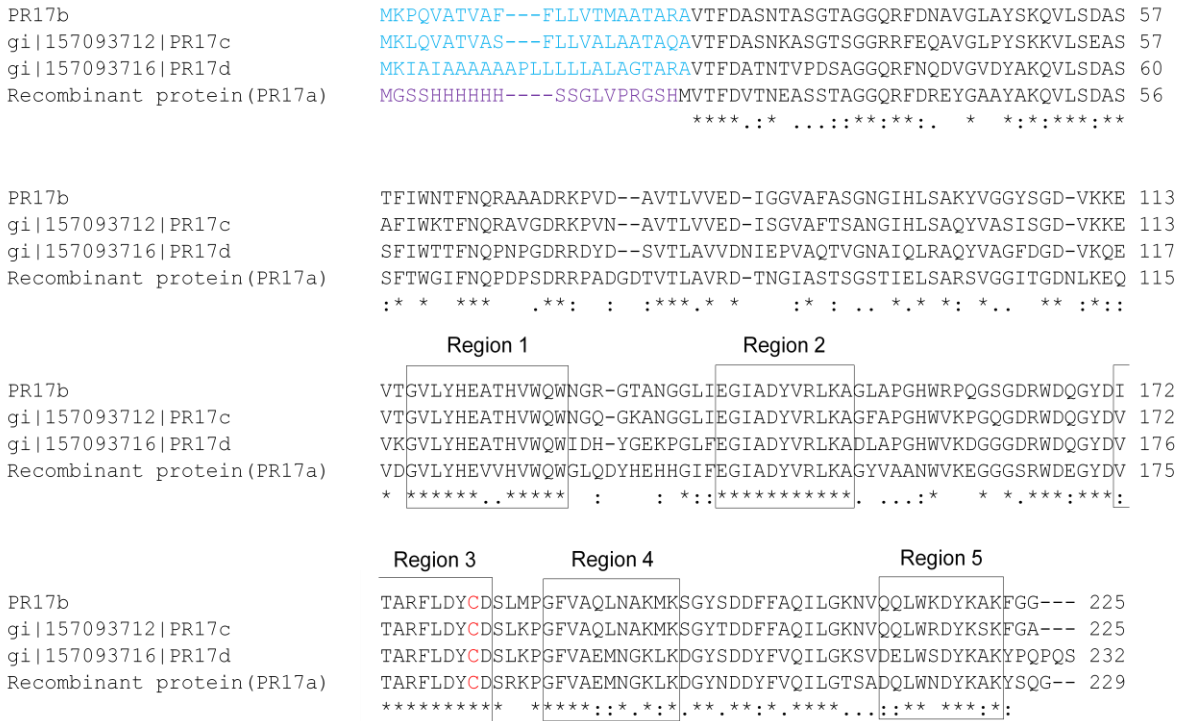 PR17b MKPQVATVAF---FLLVTMAATARAVTFDASNTASGTAGGQRFDNAVGLAYSKQVLSDAS 57
gi|157093712|PR17c MKLQVATVAS---FLLVALAATAQAVTFDASNKASGTSGGRRFEQAVGLPYSKKVLSEAS 57
gi|157093716|PR17d MKIAIAAAAAAPLLLLLALAGTARAVTFDATNTVPDSAGGQRFNQDVGVDYAKQVLSDAS 60
Recombinant protein(PR17a) MGSSHHHHHH----SSGLVPRGSHMVTFDVTNEASSTAGGQRFDREYGAAYAKQVLSDAS 56
****.:* ...::**:**:. * *:*:***:**
PR17b TFIWNTFNQRAAADRKPVD--AVTLVVED-IGGVAFASGNGIHLSAKYVGGYSGD-VKKE 113
gi|157093712|PR17c AFIWKTFNQRAVGDRKPVN--AVTLVVED-ISGVAFTSANGIHLSAQYVASISGD-VKKE 113
gi|157093716|PR17d SFIWTTFNQPNPGDRRDYD--SVTLAVVDNIEPVAQTVGNAIQLRAQYVAGFDGD-VKQE 117
Recombinant protein(PR17a) SFTWGIFNQPDPSDRRPADGDTVTLAVRD-TNGIASTSGSTIELSARSVGGITGDNLKEQ 115
:* * *** .**: : :***.* * :* : .. *.* *: *.. ** :*::
Region 1 Region 2
PR17b VTGVLYHEATHVWQWNGR-GTANGGLIEGIADYVRLKAGLAPGHWRPQGSGDRWDQGYDI 172
gi|157093712|PR17c VTGVLYHEATHVWQWNGQ-GKANGGLIEGIADYVRLKAGFAPGHWVKPGQGDRWDQGYDV 172
gi|157093716|PR17d VKGVLYHEATHVWQWIDH-YGEKPGLFEGIADYVRLKADLAPGHWVKDGGGDRWDQGYDV 176
Recombinant protein(PR17a) VDGVLYHEVVHVWQWGLQDYHEHHGIFEGIADYVRLKAGYVAANWVKEGGGSRWDEGYDV 175
* ******..***** : : *::***********. ...:* * *.***:***:
Region 3 Region 4 Region 5
PR17b TARFLDYCDSLMPGFVAQLNAKMKSGYSDDFFAQILGKNVQQLWKDYKAKFGG--- 225
gi|157093712|PR17c TARFLDYCDSLKPGFVAQLNAKMKSGYTDDFFAQILGKNVQQLWRDYKSKFGA--- 225
gi|157093716|PR17d TARFLDYCDSLKPGFVAEMNGKLKDGYSDDYFVQILGKSVDELWSDYKAKYPQPQS 232
Recombinant protein(PR17a) TARFLDYCDSRKPGFVAEMNGKLKDGYNDDYFVQILGTSADQLWNDYKAKYSQG-- 229
********** *****::*.*:*.**.**:*.****...::** ***:*: